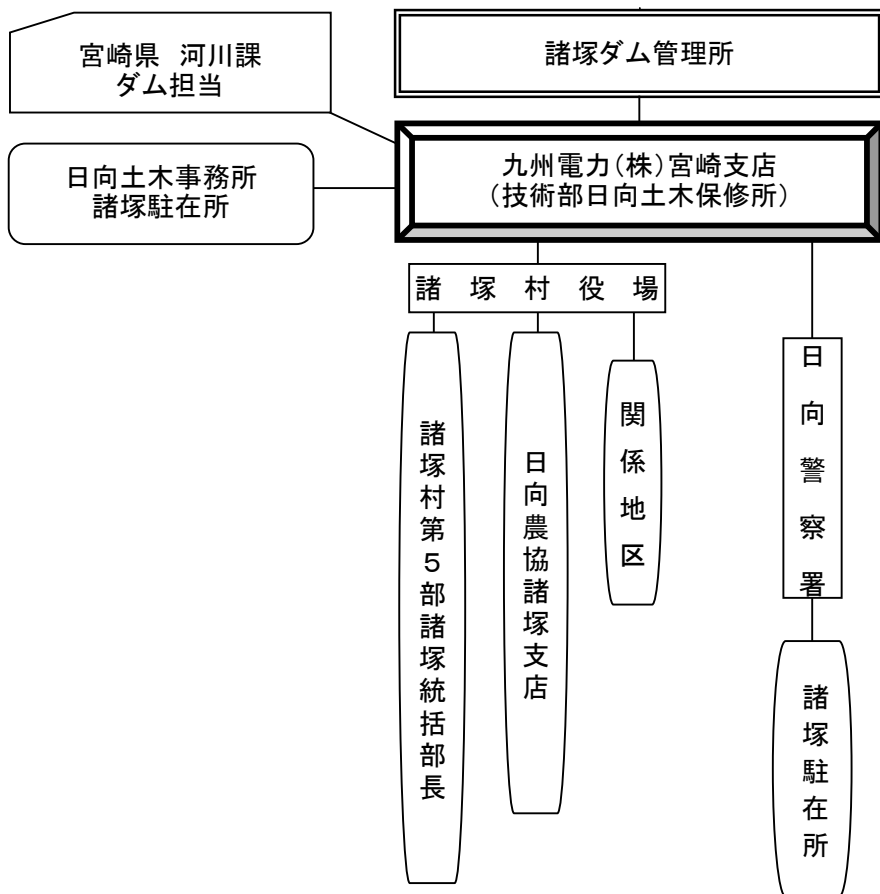 宮崎県 河川課
ダム担当
諸塚ダム管理所
日向土木事務所
諸塚駐在所
九州電力(株)宮崎支店
(技術部日向土木保修所)
諸塚村役場
諸塚村第5部諸塚統括部長
日向農協諸塚支店
関係地区
日向警察署
諸塚駐在所